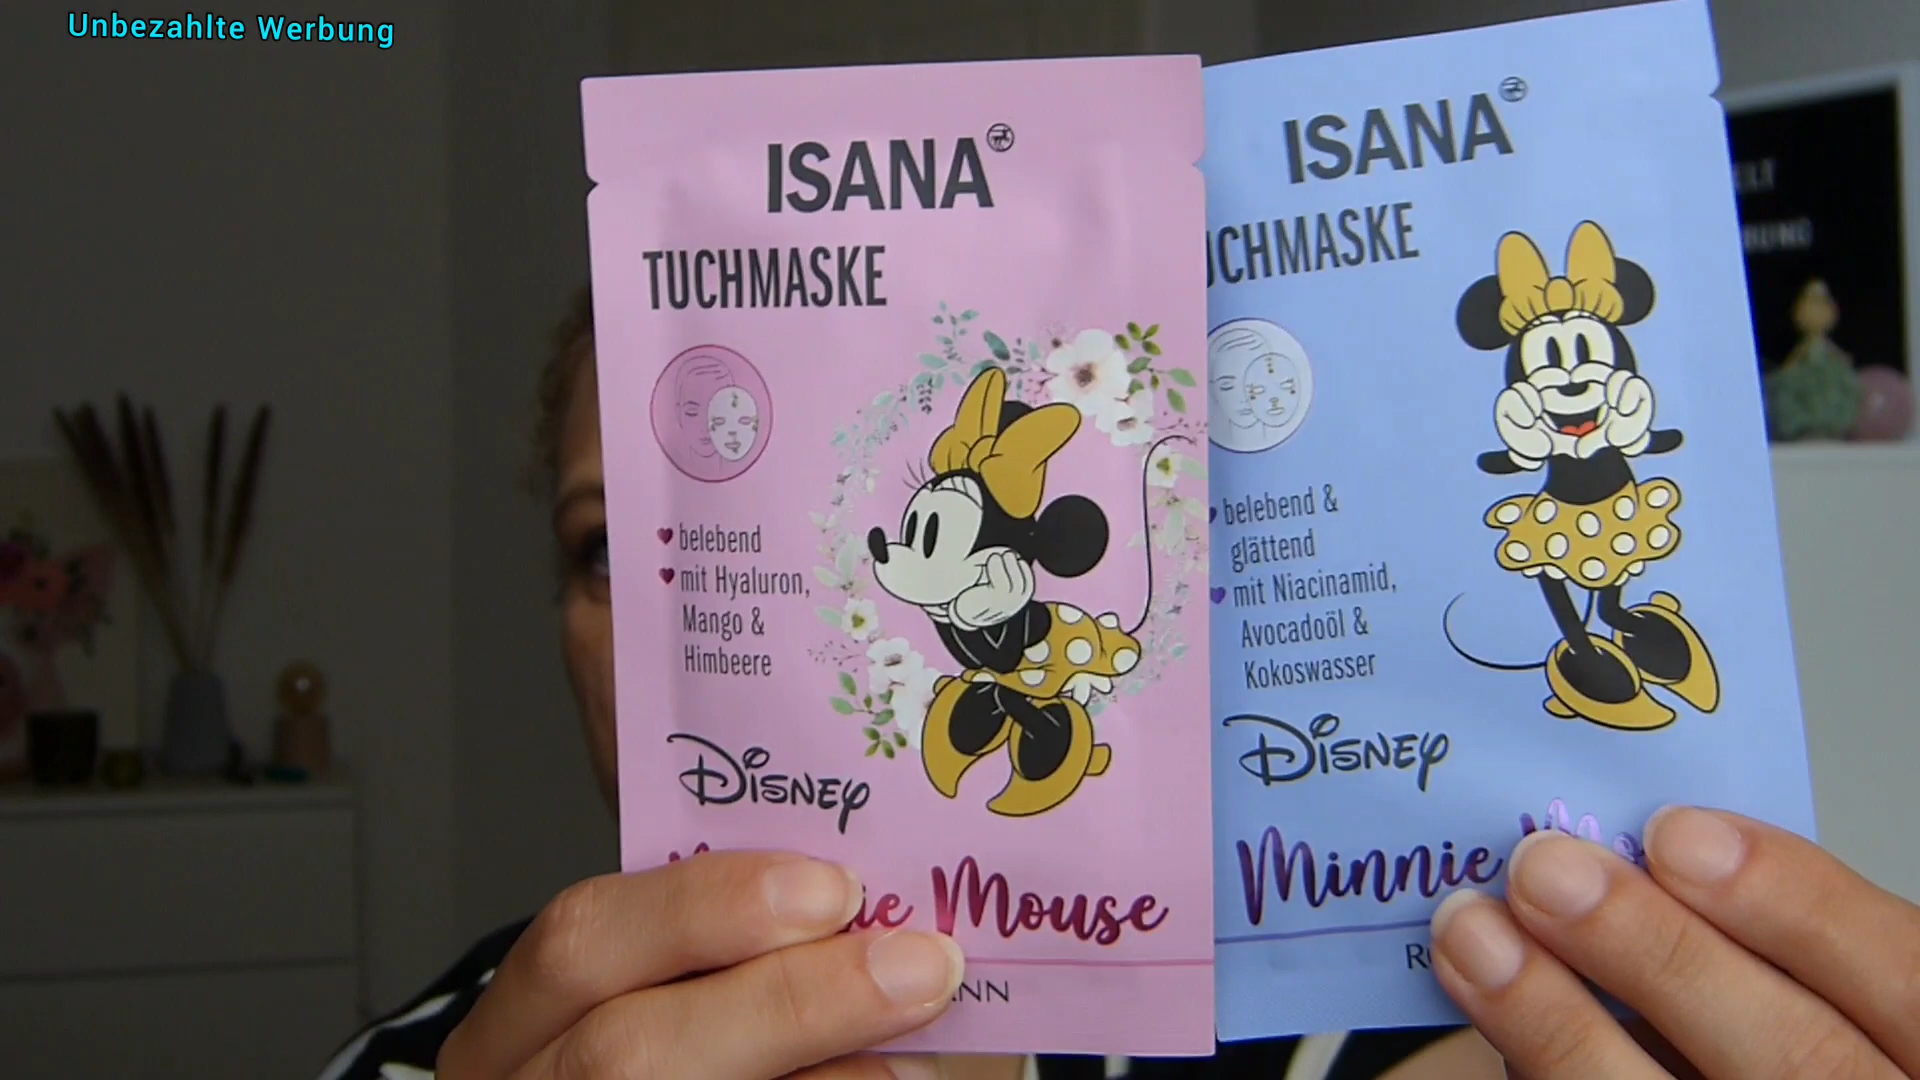 Unbezahlte Werbung
ISANA
TUCHMASKE
belebend
mit Hyaluron,
Mango &
Himbeere
Disney
Mouse
ISANA
belebend &
glättend
mit Niacinamid,
Avocadoöl &
Kokoswasser
Disney
Minnie